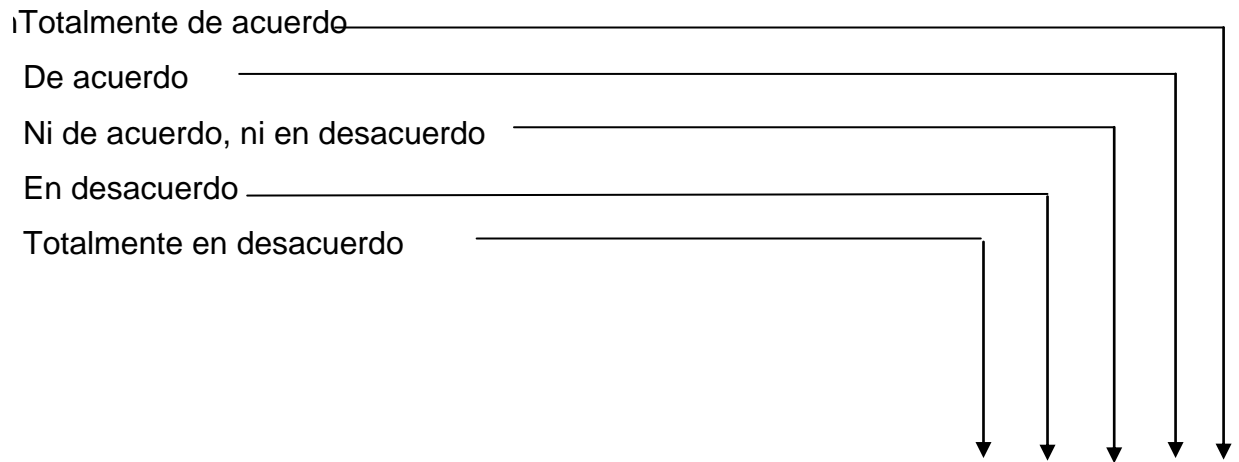 Totalmente de acuerdo
De acuerdo
Ni de acuerdo, ni en desacuerdo
En desacuerdo
Totalmente en desacuerdo